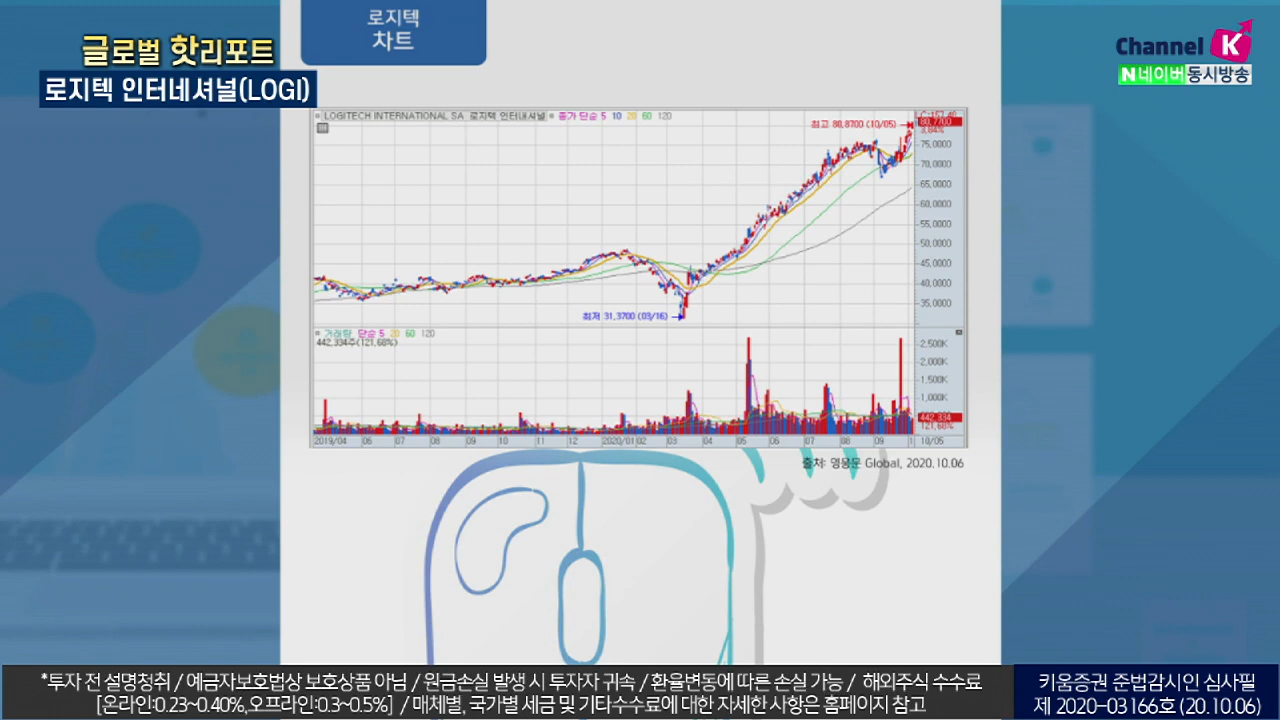 로지텍
차트
글로벌 핫리포트
로지텍 인터네셔널(LOGI)
Channel K
N 네이버 동시방송
LOGITECH INTERNATIONAL SA_로지텍 인터내셔널 종가 단순 5 10 20 60 120
최고 80,8700 (10/05)
80,7700
3,84%
75,0000
70,0000
65,0000
60,0000
55,0000
50,0000
45,0000
40,0000
35,0000
최저 31,3700 (03/16)
거래량 단순 5 20 60 120
442,334주(121,68%)
2,500K
2,000K
1,500K
1,000K
442,334
121,68%
2019/04 06 07 08 09 10 11 12 2020/01 02 03 04 05 06 07 08 09 10/05
출처: 영웅문 Global, 2020.10.06
*투자 전 설명청취 / 예금자보호법상 보호상품 아님 / 원금손실 발생 시 투자자 귀속 / 환율변동에 따른 손실 가능 / 해외주식 수수료
[온라인:0.23~0.40%,오프라인:0.3~0.5%] / 매체별, 국가별 세금 및 기타수수료에 대한 자세한 사항은 홈페이지 참고
키움증권 준법감시인 심사필
제 2020-03166호 (20.10.06)